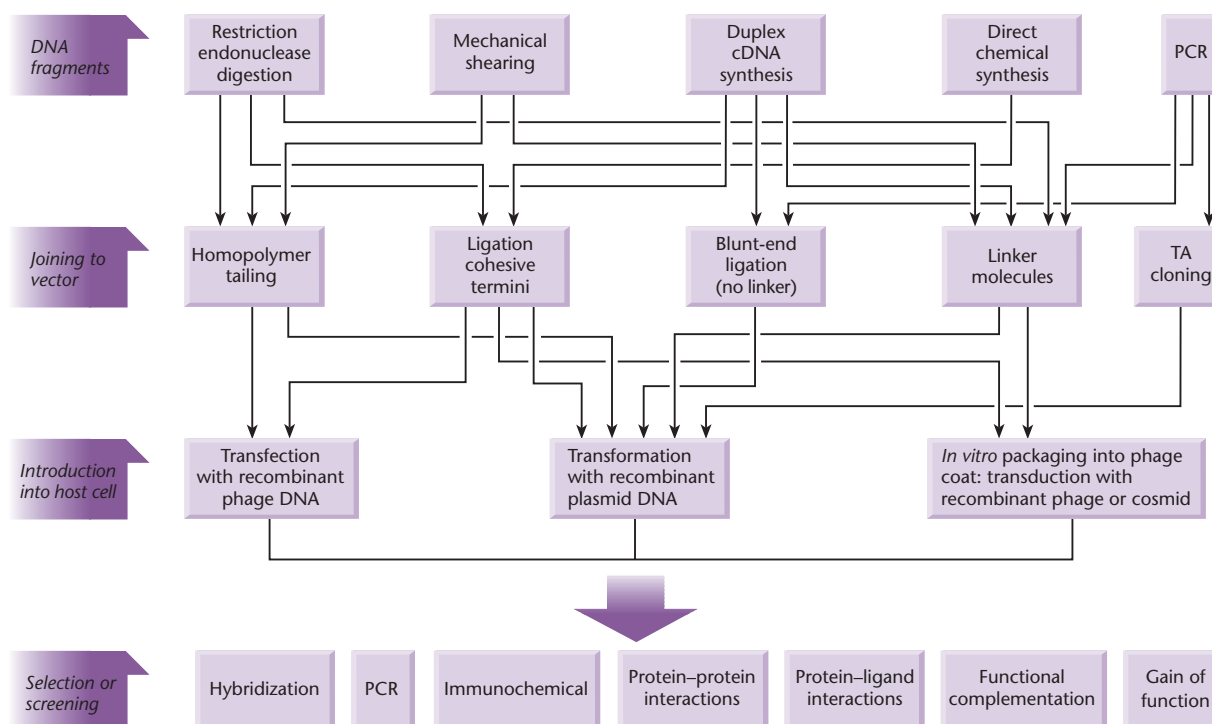 DNA
fragments
Restriction
endonuclease
digestion
Mechanical
shearing
Duplex
cDNA
synthesis
Direct
chemical
synthesis
PCR
Joining to
vector
Homopolymer
tailing
Ligation
cohesive
termini
Blunt-end
ligation
(no linker)
Linker
molecules
TA
cloning
Introduction
into host cell
Transfection
with recombinant
phage DNA
Transformation
with recombinant
plasmid DNA
In vitro packaging into phage
coat: transduction with
recombinant phage or cosmid
Selection or
screening
Hybridization
PCR
Immunochemical
Protein–protein
interactions
Protein–ligand
interactions
Functional
complementation
Gain of
function